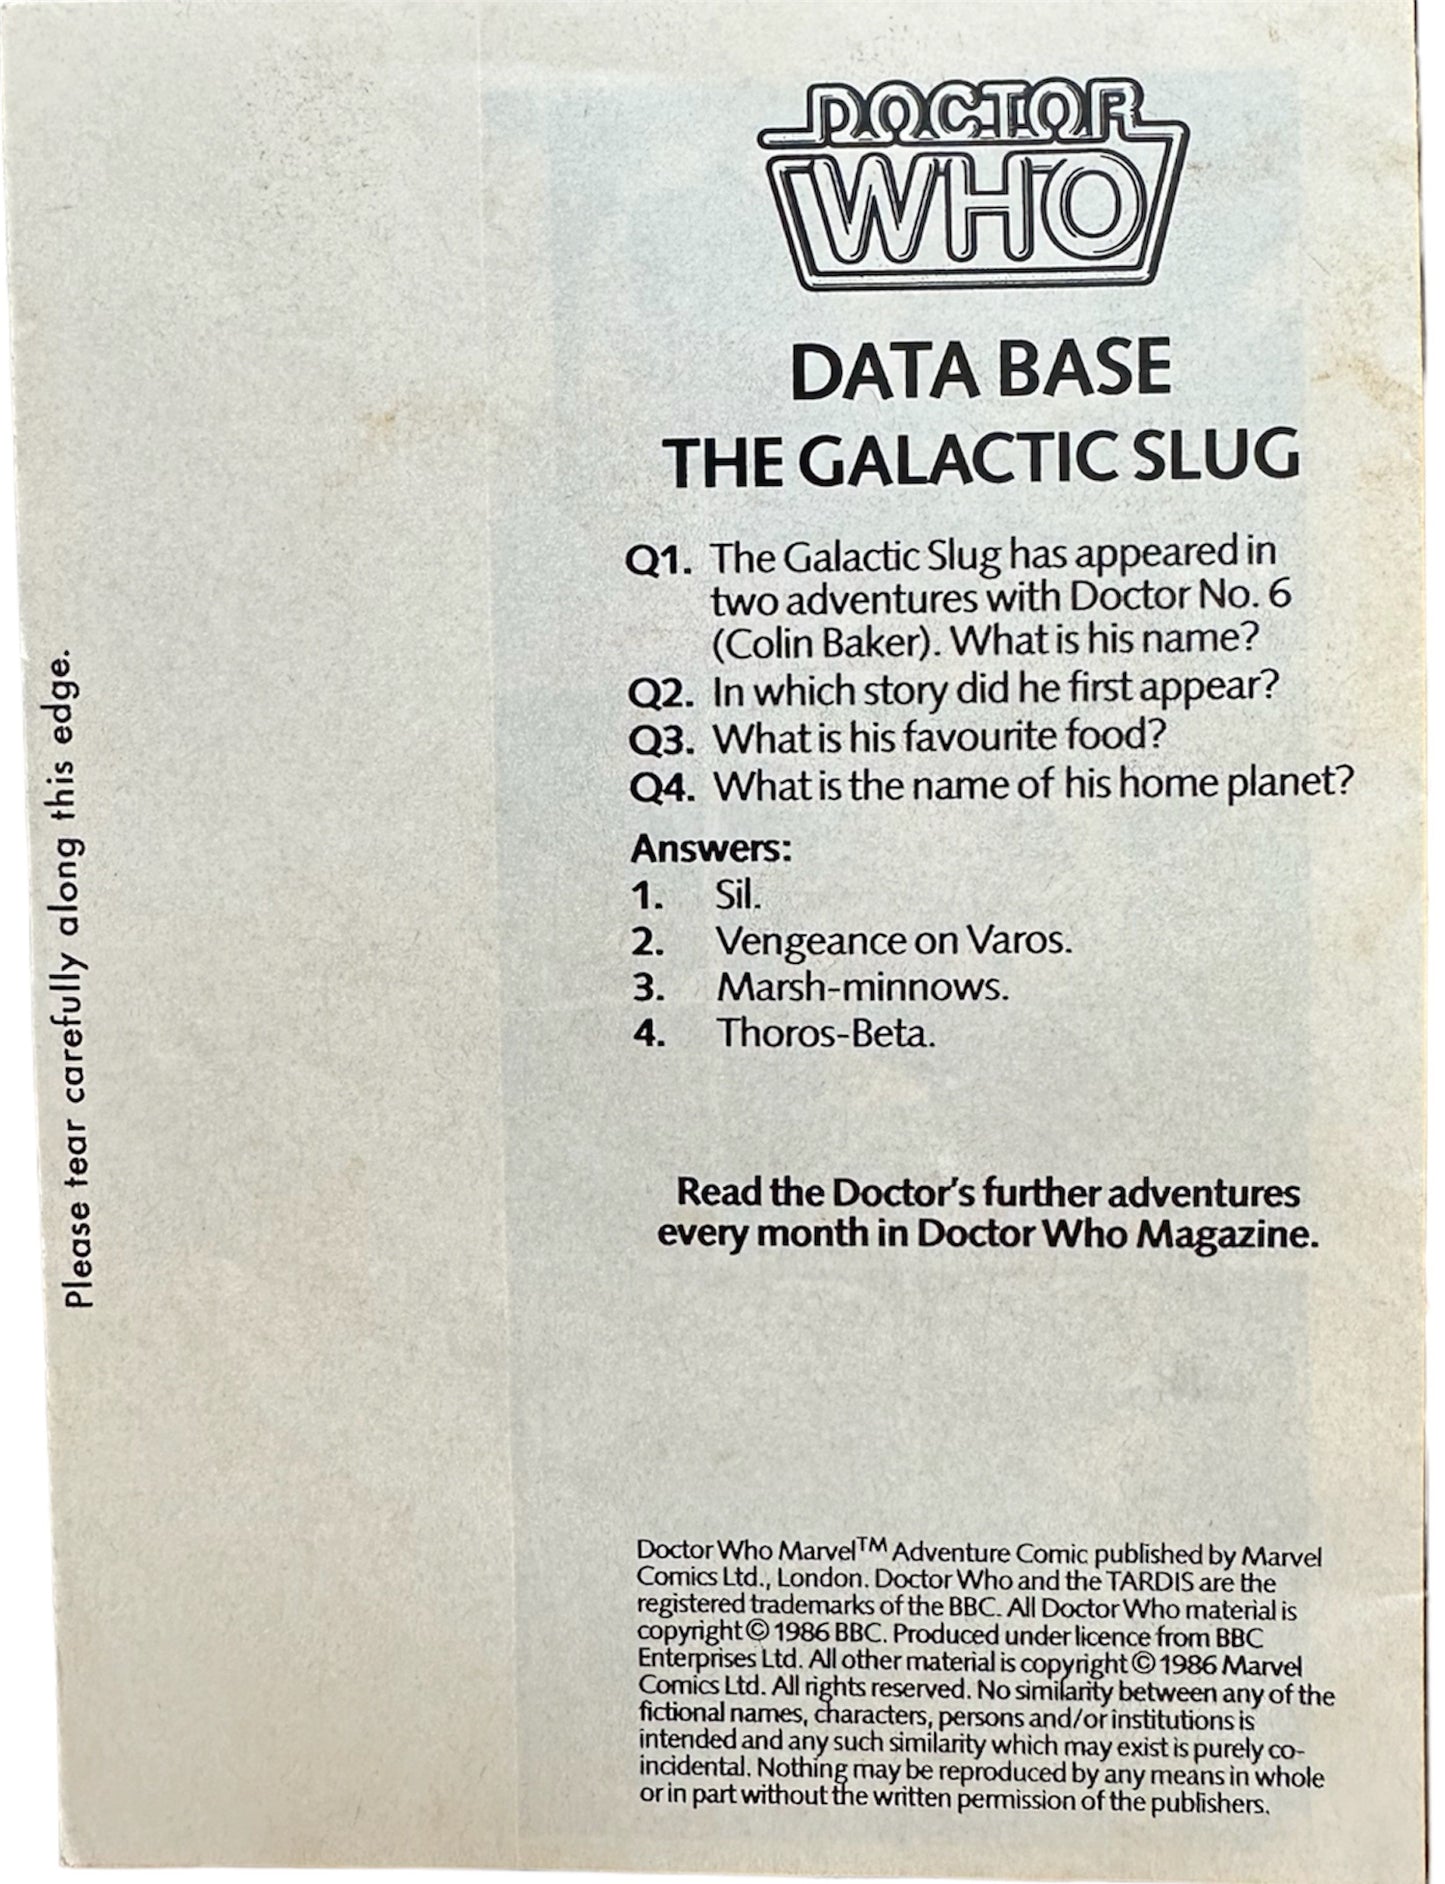 DOCTOR
WHO
DATA BASE
THE GALACTIC SLUG
Q1. The Galactic Slug has appeared in
two adventures with Doctor No. 6
(Colin Baker). What is his name?
Q2. In which story did he first appear?
Q3. What is his favourite food?
Q4. What is the name of his home planet?
Answers:
1. Sil.
2. Vengeance on Varos.
3. Marsh-minnows.
4. Thoros-Beta.
Read the Doctor's further adventures
every month in Doctor Who Magazine.
Doctor Who Marvel™ Adventure Comic published by Marvel
Comics Ltd., London. Doctor Who and the TARDIS are the
registered trademarks of the BBC. All Doctor Who material is
copyright © 1986 BBC. Produced under licence from BBC
Enterprises Ltd. All other material is copyright © 1986 Marvel
Comics Ltd. All rights reserved. No similarity between any of the
fictional names, characters, persons and/or institutions is
intended and any such similarity which may exist is purely co-
incidental. Nothing may be reproduced by any means in whole
or in part without the written permission of the publishers.
Please tear carefully along this edge.